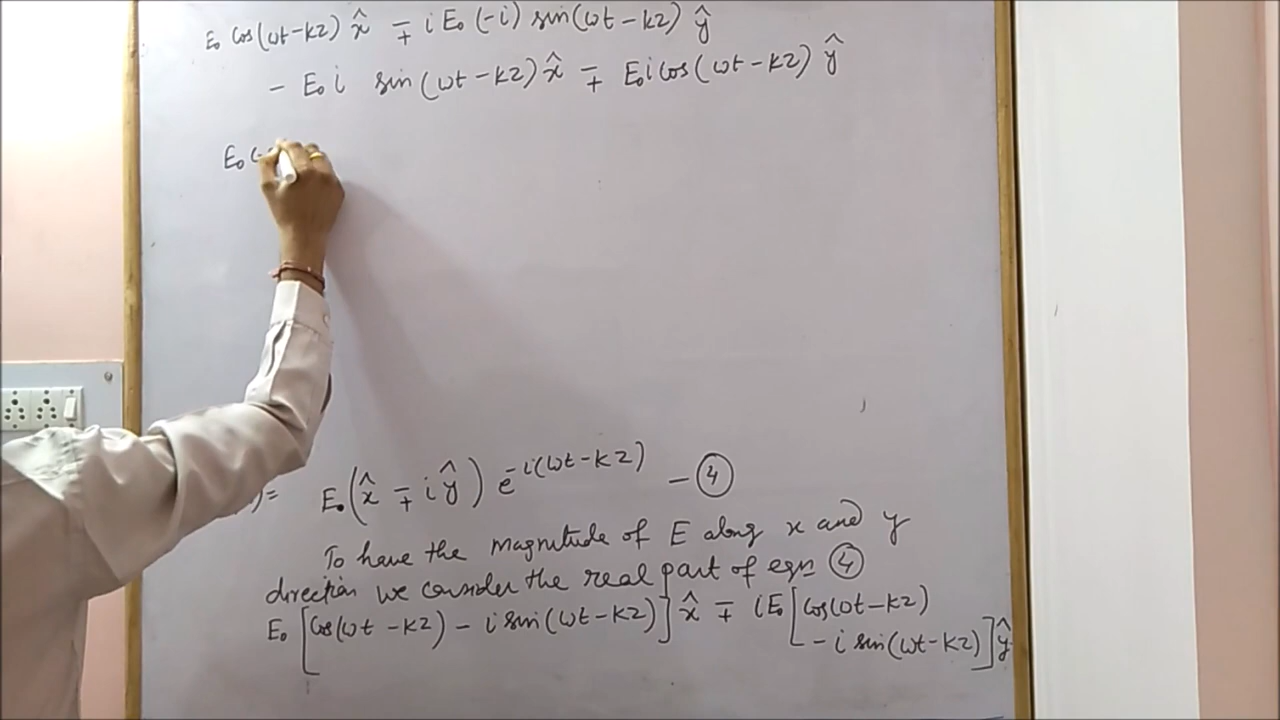 E₀ cos(ωt−kz) x̂ ∓ i E₀ (−i) sin(ωt−kz) ŷ
− E₀ i sin(ωt−kz) x̂ ∓ E₀ i cos(ωt−kz) ŷ
E₀ (
)= E₀(x̂ ∓ i ŷ) e^−i(ωt−kz) — ④
To have the magnitude of E along x and y
direction we consider the real part of eqn ④
E₀ [cos(ωt −kz) − i sin(ωt−kz)] x̂ ∓ iE₀ [cos(ωt−kz)
− i sin(ωt−kz)] ŷ